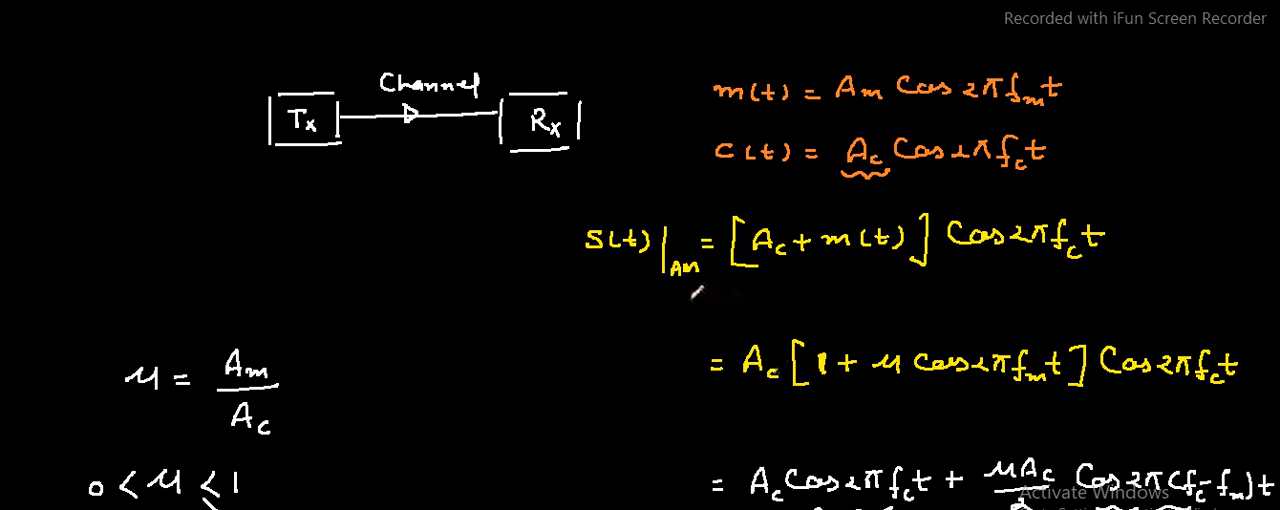 Recorded with iFun Screen Recorder
Channel
Tx Rx
m(t) = Am Cos 2πfmt
c(t) = Ac Cos 2πfct
S(t)|AM = [Ac + m(t)] Cos 2πfct
= Ac [1 + μ Cos 2πfmt] Cos 2πfct
μ = Am / Ac
0 < μ ≤ 1
= Ac Cos 2πfct + μAc / 2 Cos 2π(fc - fm)t
Activate Windows